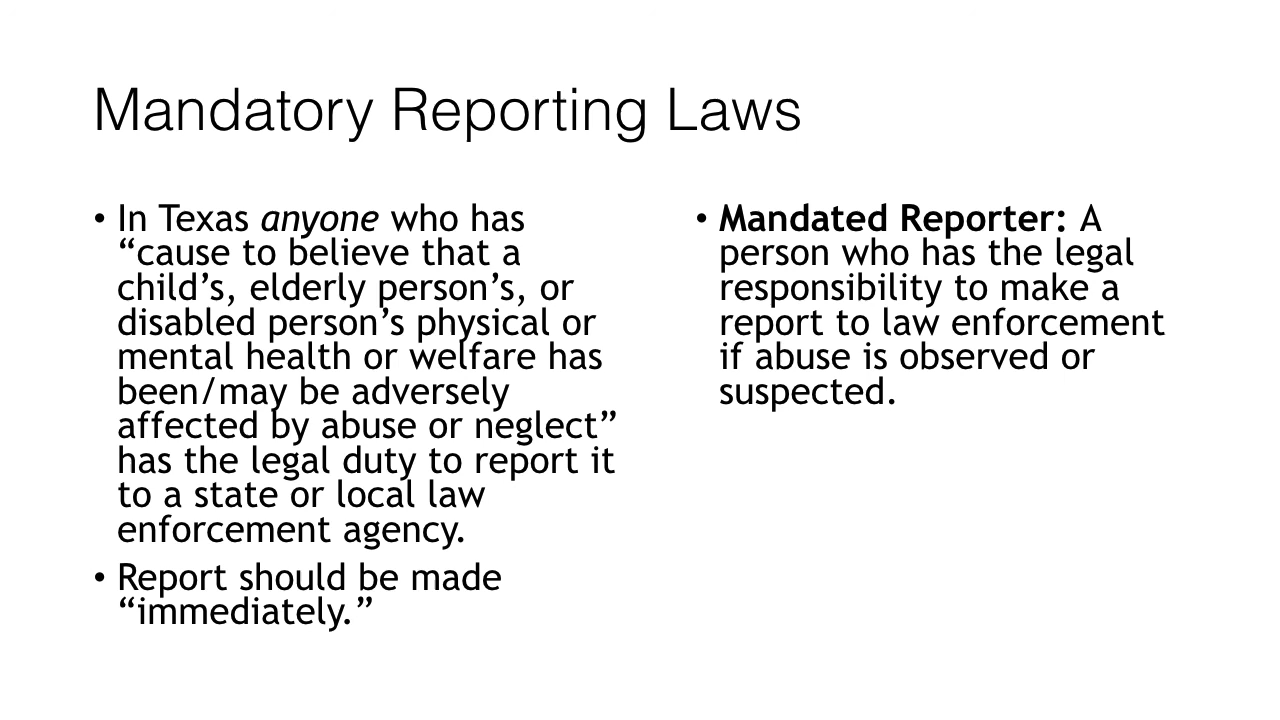 Mandatory Reporting Laws
• In Texas anyone who has
“cause to believe that a
child’s, elderly person’s, or
disabled person’s physical or
mental health or welfare has
been/may be adversely
affected by abuse or neglect”
has the legal duty to report it
to a state or local law
enforcement agency.
• Report should be made
“immediately.”
• Mandated Reporter: A
person who has the legal
responsibility to make a
report to law enforcement
if abuse is observed or
suspected.